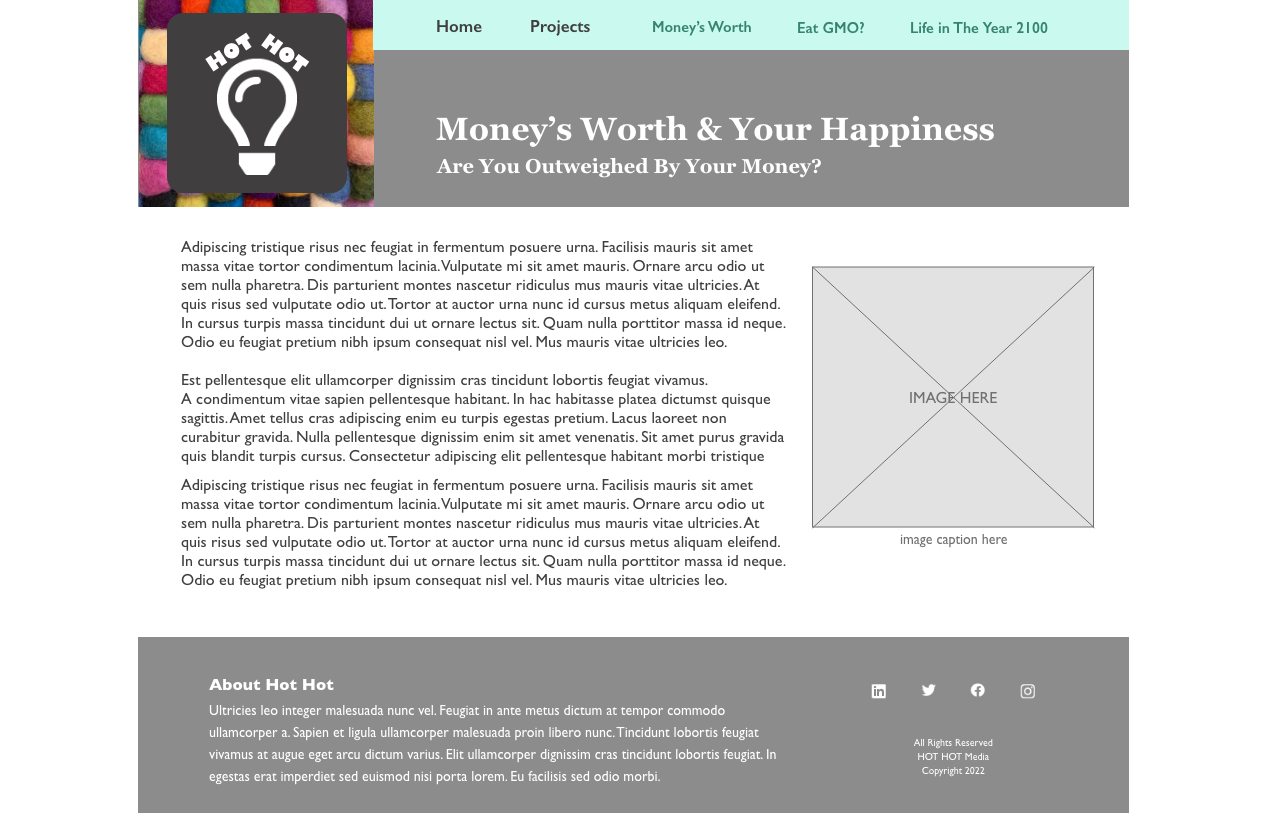 HOT HOT
Home Projects Money’s Worth Eat GMO? Life in The Year 2100
Money’s Worth & Your Happiness
Are You Outweighed By Your Money?
Adipiscing tristique risus nec feugiat in fermentum posuere urna. Facilisis mauris sit amet
massa vitae tortor condimentum lacinia. Vulputate mi sit amet mauris. Ornare arcu odio ut
sem nulla pharetra. Dis parturient montes nascetur ridiculus mus mauris vitae ultricies. At
quis risus sed vulputate odio ut. Tortor at auctor urna nunc id cursus metus aliquam eleifend.
In cursus turpis massa tincidunt dui ut ornare lectus sit. Quam nulla porttitor massa id neque.
Odio eu feugiat pretium nibh ipsum consequat nisl vel. Mus mauris vitae ultricies leo.
Est pellentesque elit ullamcorper dignissim cras tincidunt lobortis feugiat vivamus.
A condimentum vitae sapien pellentesque habitant. In hac habitasse platea dictumst quisque
sagittis. Amet tellus cras adipiscing enim eu turpis egestas pretium. Lacus laoreet non
curabitur gravida. Nulla pellentesque dignissim enim sit amet venenatis. Sit amet purus gravida
quis blandit turpis cursus. Consectetur adipiscing elit pellentesque habitant morbi tristique
Adipiscing tristique risus nec feugiat in fermentum posuere urna. Facilisis mauris sit amet
massa vitae tortor condimentum lacinia. Vulputate mi sit amet mauris. Ornare arcu odio ut
sem nulla pharetra. Dis parturient montes nascetur ridiculus mus mauris vitae ultricies. At
quis risus sed vulputate odio ut. Tortor at auctor urna nunc id cursus metus aliquam eleifend.
In cursus turpis massa tincidunt dui ut ornare lectus sit. Quam nulla porttitor massa id neque.
Odio eu feugiat pretium nibh ipsum consequat nisl vel. Mus mauris vitae ultricies leo.
IMAGE HERE
image caption here
About Hot Hot
Ultricies leo integer malesuada nunc vel. Feugiat in ante metus dictum at tempor commodo
ullamcorper a. Sapien et ligula ullamcorper malesuada proin libero nunc. Tincidunt lobortis feugiat
vivamus at augue eget arcu dictum varius. Elit ullamcorper dignissim cras tincidunt lobortis feugiat. In
egestas erat imperdiet sed euismod nisi porta lorem. Eu facilisis sed odio morbi.
in
All Rights Reserved
HOT HOT Media
Copyright 2022